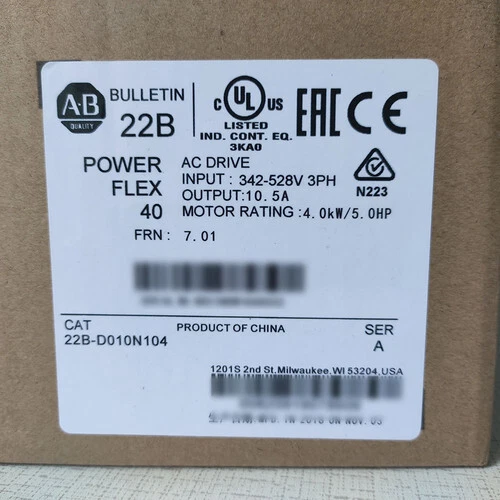 A-B
QUALITY
BULLETIN
22B
C UL US
LISTED
IND. CONT. EQ.
3KA0
EAC CE
N223
POWER
FLEX
40
AC DRIVE
INPUT : 342-528V 3PH
OUTPUT:10.5A
MOTOR RATING :4.0kW/5.0HP
FRN : 7.01
CAT
22B-D010N104
PRODUCT OF CHINA
SER
A
1201S 2nd St.Milwaukee,WI 53204,USA